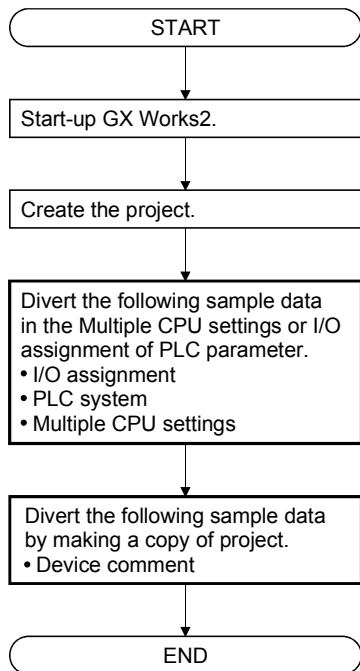 START
Start-up GX Works2.
Create the project.
Divert the following sample data
in the Multiple CPU settings or I/O
assignment of PLC parameter.
• I/O assignment
• PLC system
• Multiple CPU settings
Divert the following sample data
by making a copy of project.
• Device comment
END